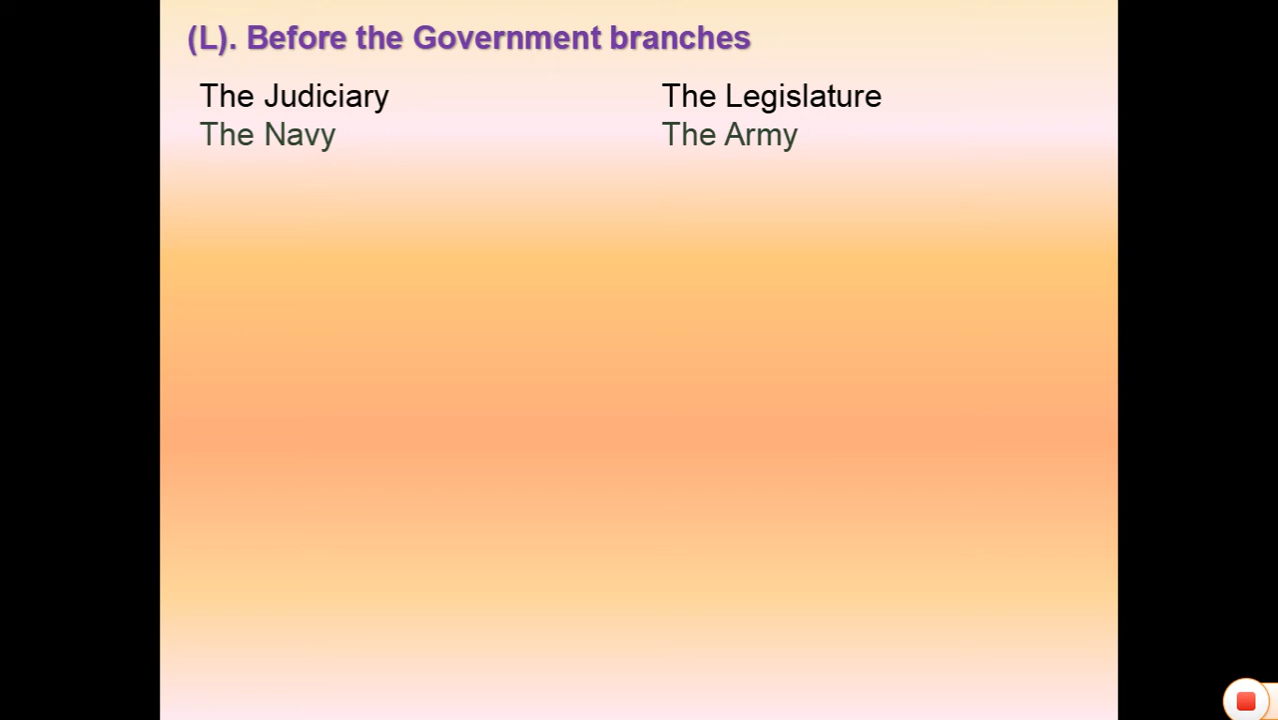 (L). Before the Government branches
The Judiciary The Legislature
The Navy The Army